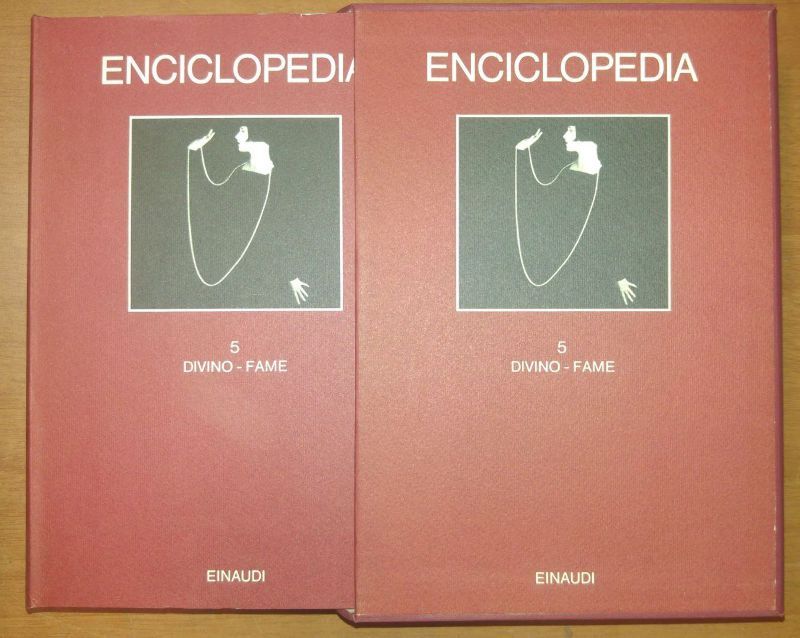 ENCICLOPEDIA
5
DIVINO - FAME
EINAUDI
ENCICLOPEDIA
5
DIVINO - FAME
EINAUDI